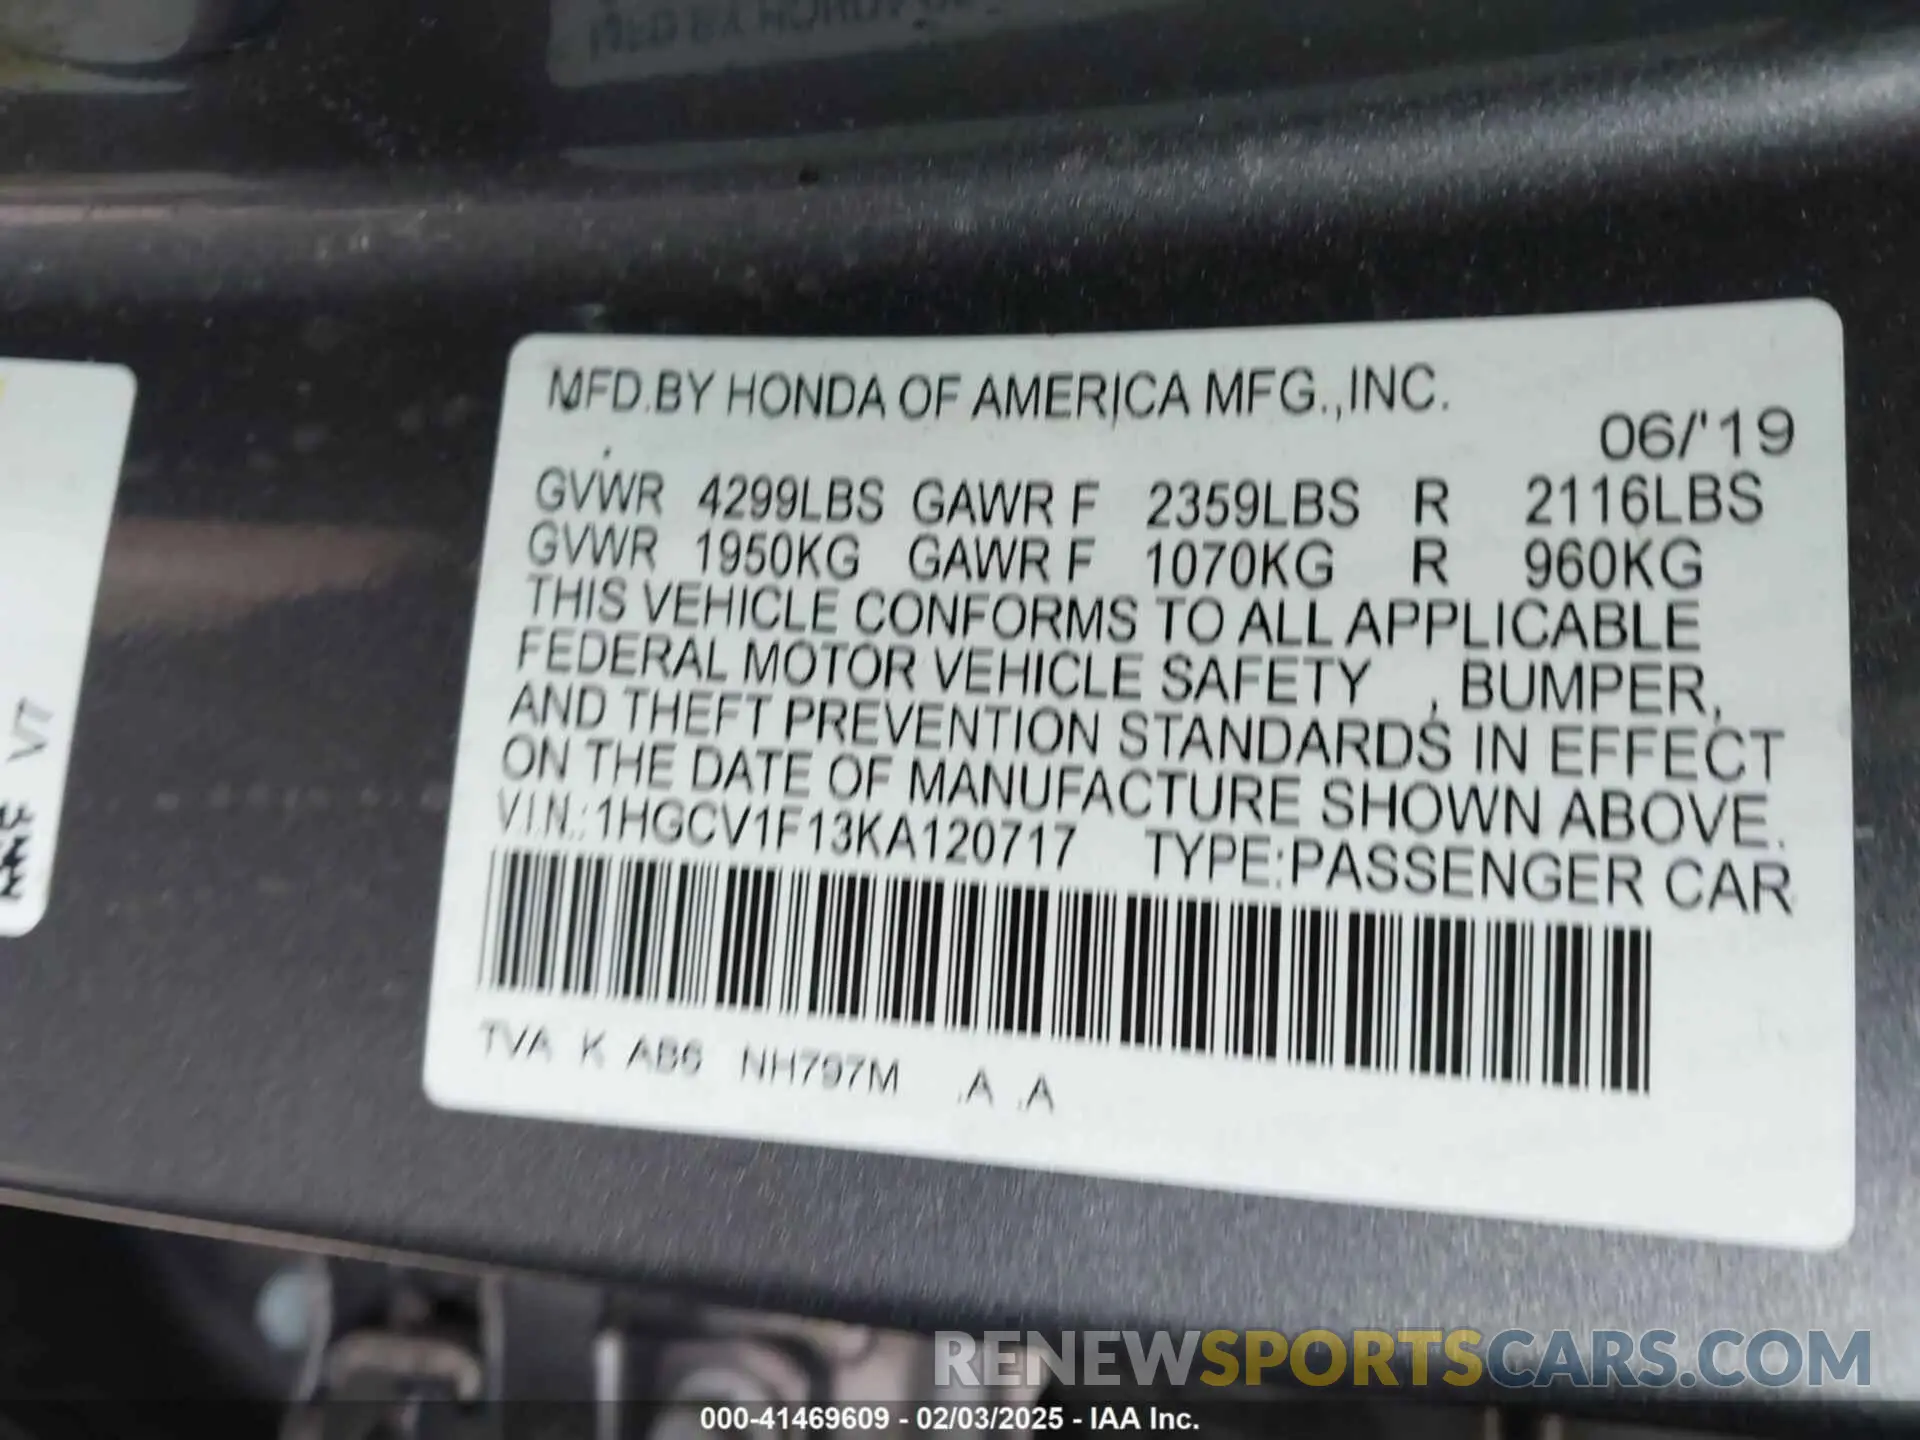 MFD.BY HONDA OF AMERICA MFG.,INC.
06/'19
GVWR 4299LBS GAWR F 2359LBS R 2116LBS
GVWR 1950KG GAWR F 1070KG R 960KG
THIS VEHICLE CONFORMS TO ALL APPLICABLE
FEDERAL MOTOR VEHICLE SAFETY , BUMPER,
AND THEFT PREVENTION STANDARDS IN EFFECT
ON THE DATE OF MANUFACTURE SHOWN ABOVE.
V.I.N.:1HGCV1F13KA120717 TYPE:PASSENGER CAR
TVA K AB6 NH797M .A .A
V7
RENEWSPORTSCARS.COM
000-41469609 - 02/03/2025 - IAA Inc.